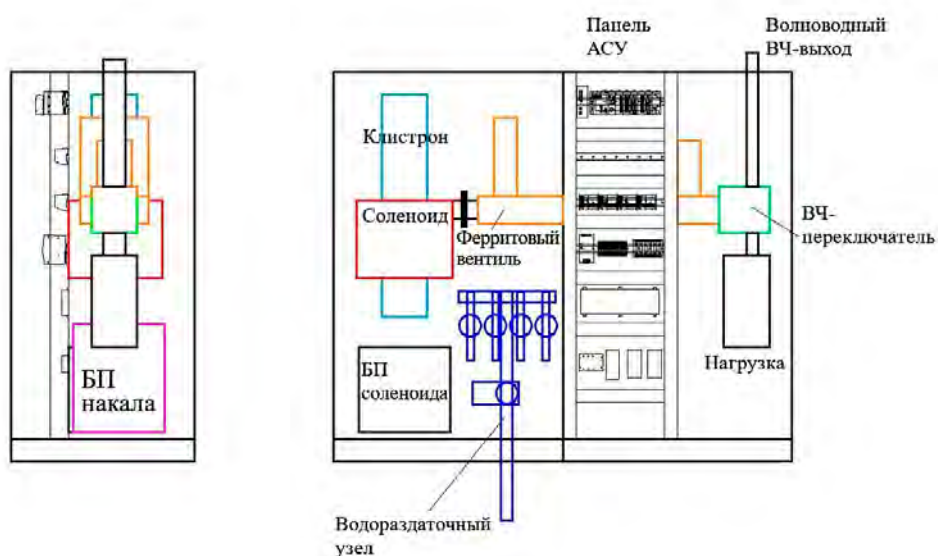 Панель
АСУ
Волноводный
ВЧ-выход
Клистрон
Соленоид
Ферритовый
вентиль
ВЧ-
переключатель
БП
накала
БП
соленоида
Нагрузка
Водораздаточный
узел